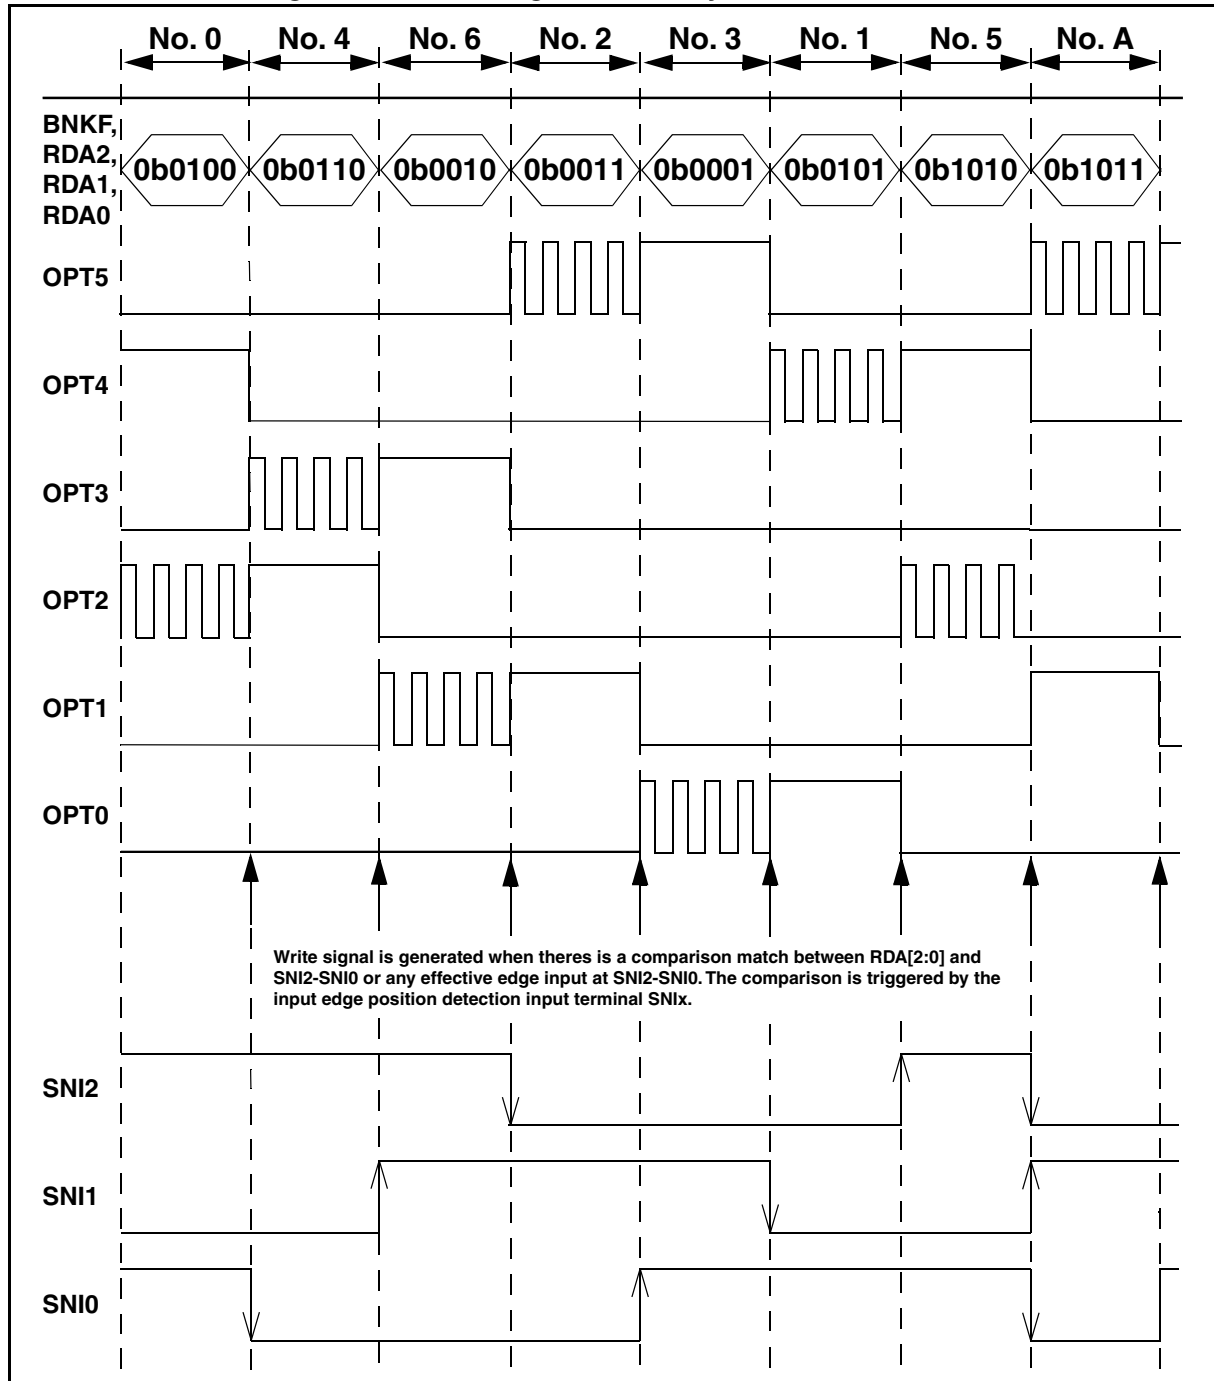 No. 0 No. 4 No. 6 No. 2 No. 3 No. 1 No. 5 No. A
BNKF,
RDA2,
RDA1,
RDA0
0b0100 0b0110 0b0010 0b0011 0b0001 0b0101 0b1010 0b1011
OPT5
OPT4
OPT3
OPT2
OPT1
OPT0
Write signal is generated when theres is a comparison match between RDA[2:0] and
SNI2-SNI0 or any effective edge input at SNI2-SNI0. The comparison is triggered by the
input edge position detection input terminal SNIx.
SNI2
SNI1
SNI0